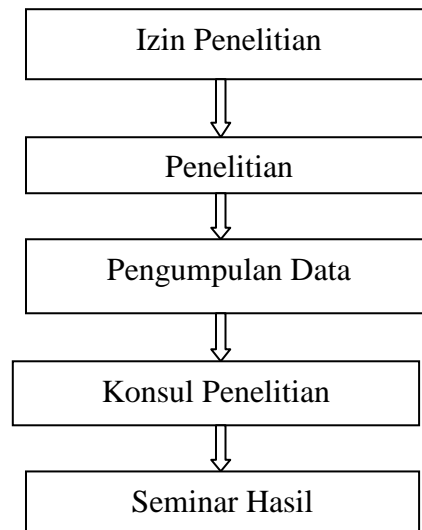 Izin Penelitian
Penelitian
Pengumpulan Data
Konsul Penelitian
Seminar Hasil